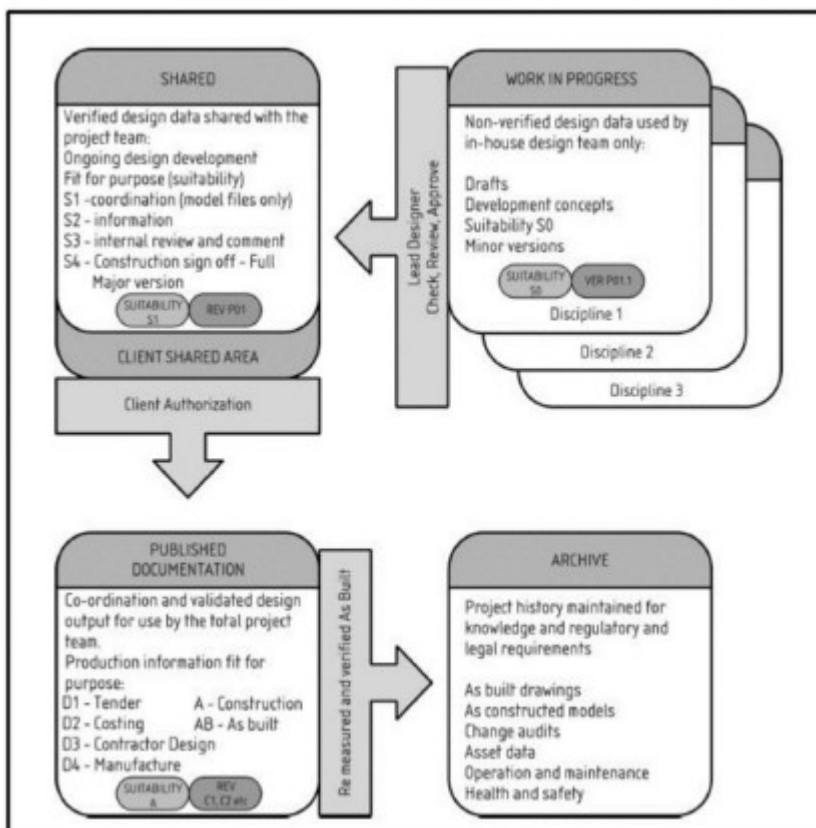 SHARED
Verified design data shared with the
project team:
Ongoing design development
Fit for purpose (suitability)
S1 -coordination (model files only)
S2 - information
S3 - internal review and comment
S4 - Construction sign off - Full
Major version
SUITABILITY
S1
REV P01
CLIENT SHARED AREA
Client Authorization
Lead Designer
Check, Review, Approve
WORK IN PROGRESS
Non-verified design data used by
in-house design team only:
Drafts
Development concepts
Suitability S0
Minor versions
SUITABILITY
S0
VER P01.1
Discipline 1
Discipline 2
Discipline 3
PUBLISHED
DOCUMENTATION
Co-ordination and validated design
output for use by the total project
team.
Production information fit for
purpose:
D1 - Tender A - Construction
D2 - Costing AB - As built
D3 - Contractor Design
D4 - Manufacture
SUITABILITY
A
REV
C1, C2 etc
Re measured and verified As Built
ARCHIVE
Project history maintained for
knowledge and regulatory and
legal requirements
As built drawings
As constructed models
Change audits
Asset data
Operation and maintenance
Health and safety